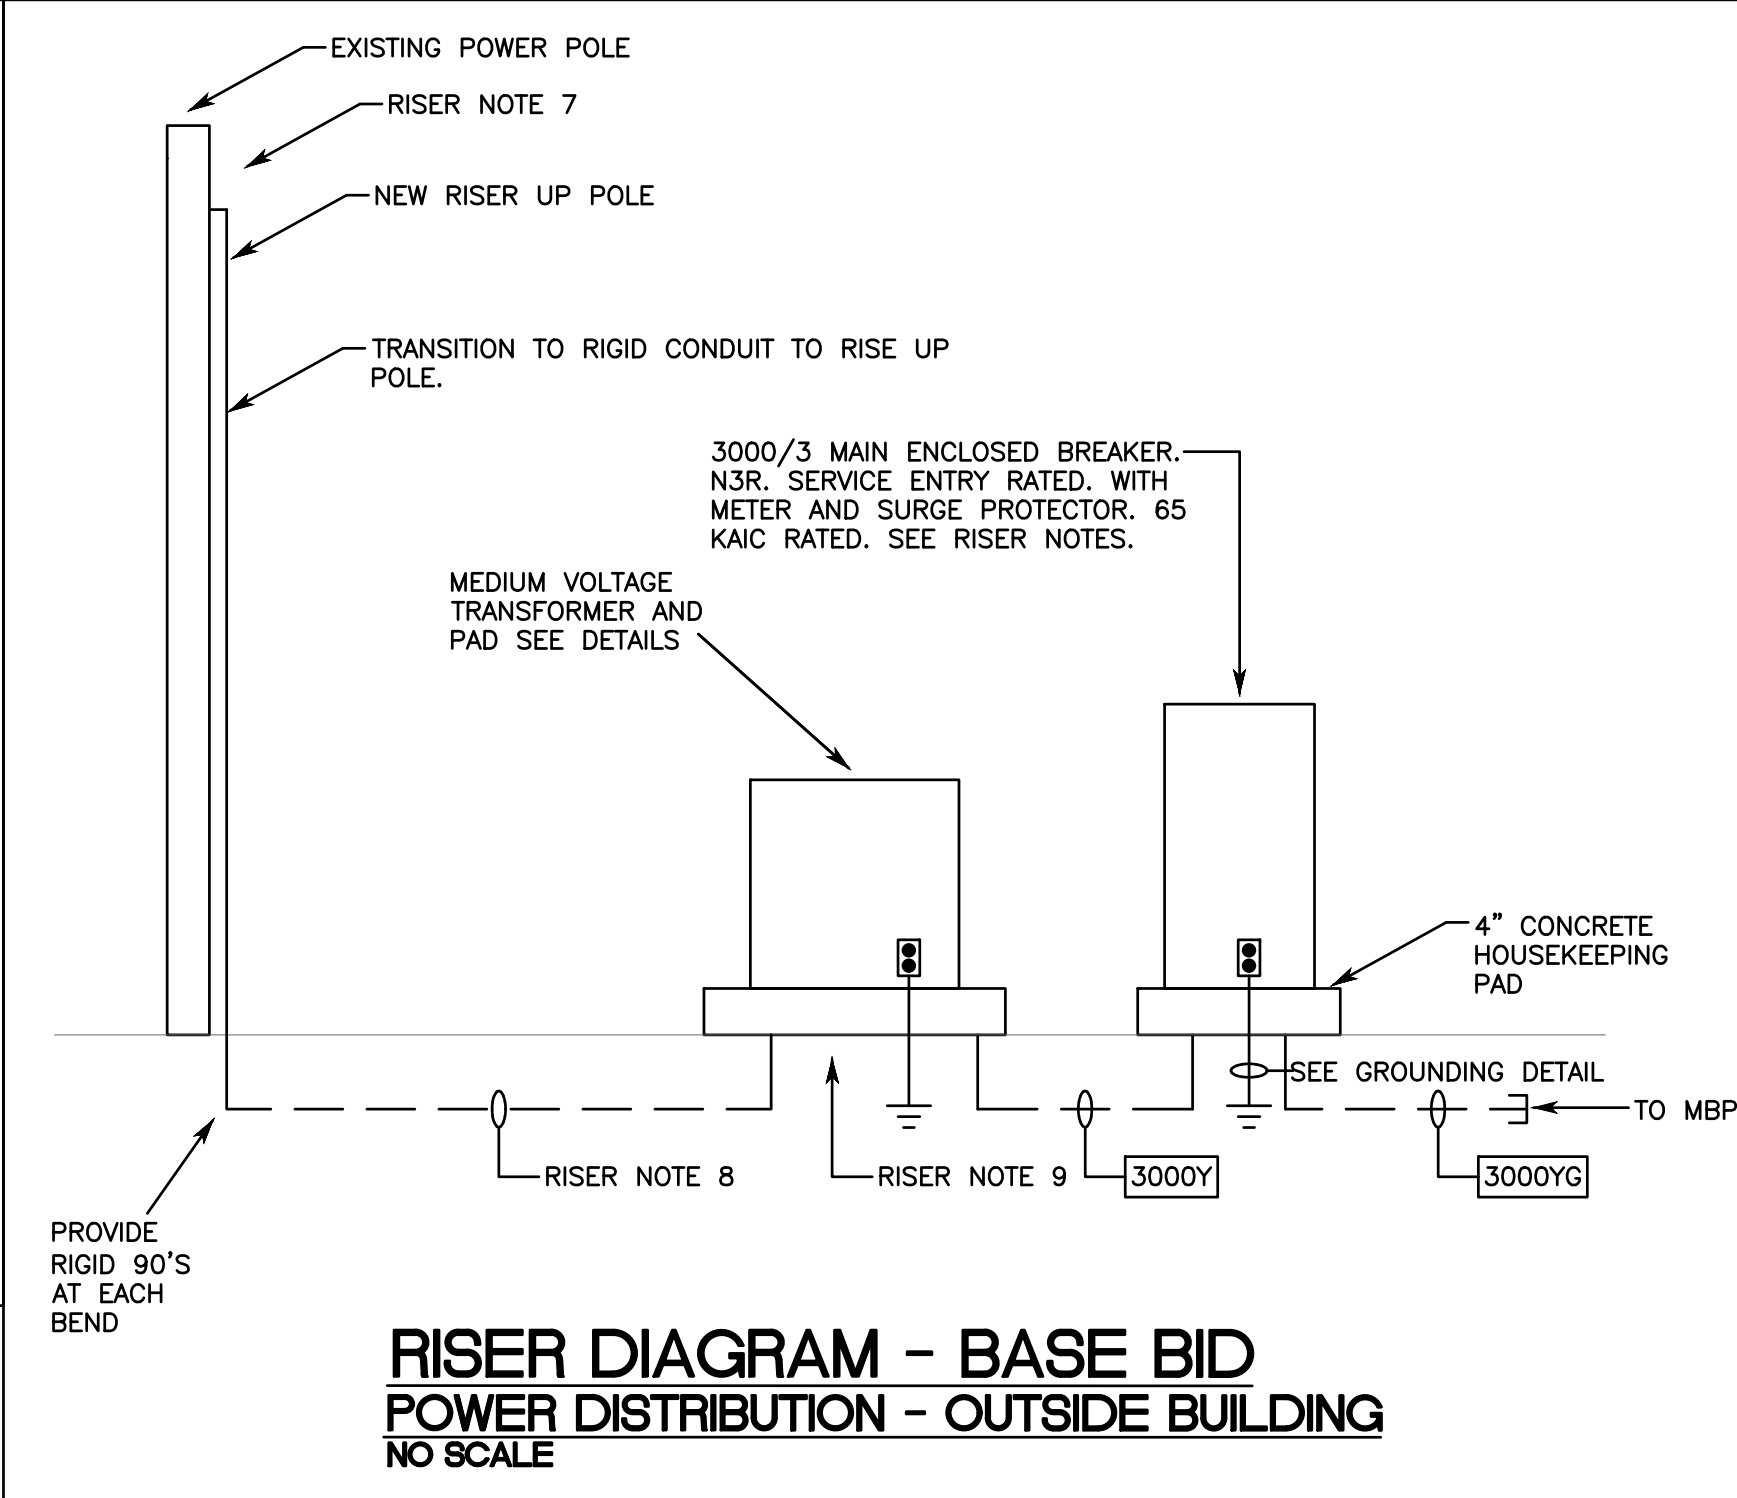 EXISTING POWER POLE
RISER NOTE 7
NEW RISER UP POLE
TRANSITION TO RIGID CONDUIT TO RISE UP
POLE.
3000/3 MAIN ENCLOSED BREAKER.
N3R. SERVICE ENTRY RATED. WITH
METER AND SURGE PROTECTOR. 65
KAIC RATED. SEE RISER NOTES.
MEDIUM VOLTAGE
TRANSFORMER AND
PAD SEE DETAILS
4" CONCRETE
HOUSEKEEPING
PAD
SEE GROUNDING DETAIL
TO MBP
RISER NOTE 8
RISER NOTE 9
3000Y
3000YG
PROVIDE
RIGID 90'S
AT EACH
BEND
RISER DIAGRAM - BASE BID
POWER DISTRIBUTION - OUTSIDE BUILDING
NO SCALE